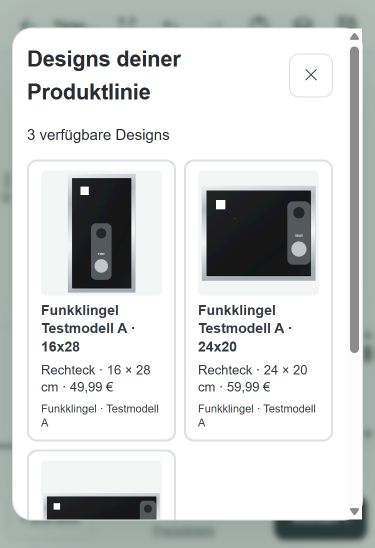 Designs deiner
Produktlinie
3 verfügbare Designs
Funkklingel
Testmodell A ·
16x28
Rechteck · 16 × 28
cm · 49,99 €
Funkklingel · Testmodell
A
Funkklingel
Testmodell A ·
24x20
Rechteck · 24 × 20
cm · 59,99 €
Funkklingel · Testmodell
A